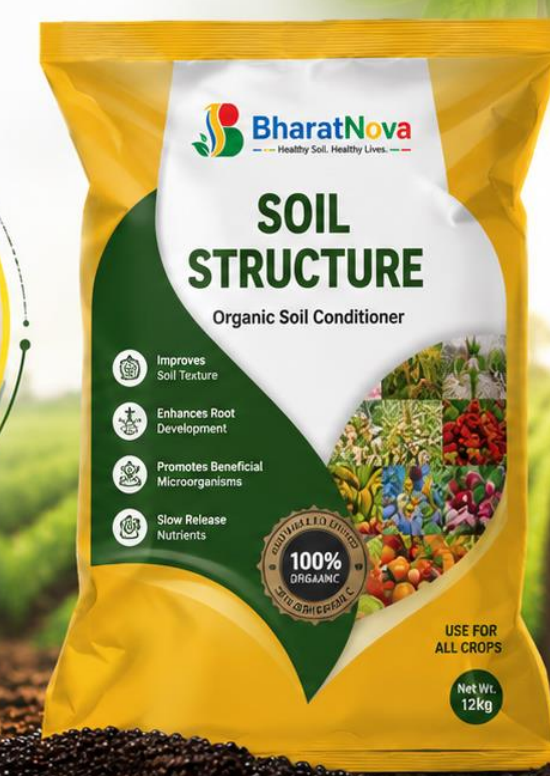 BharatNova
Healthy Soil. Healthy Lives.
SOIL
STRUCTURE
Organic Soil Conditioner
Improves
Soil Texture
Enhances Root
Development
Promotes Beneficial
Microorganisms
Slow Release
Nutrients
100%
ORGAANC
USE FOR
ALL CROPS
Net Wt.
12kg